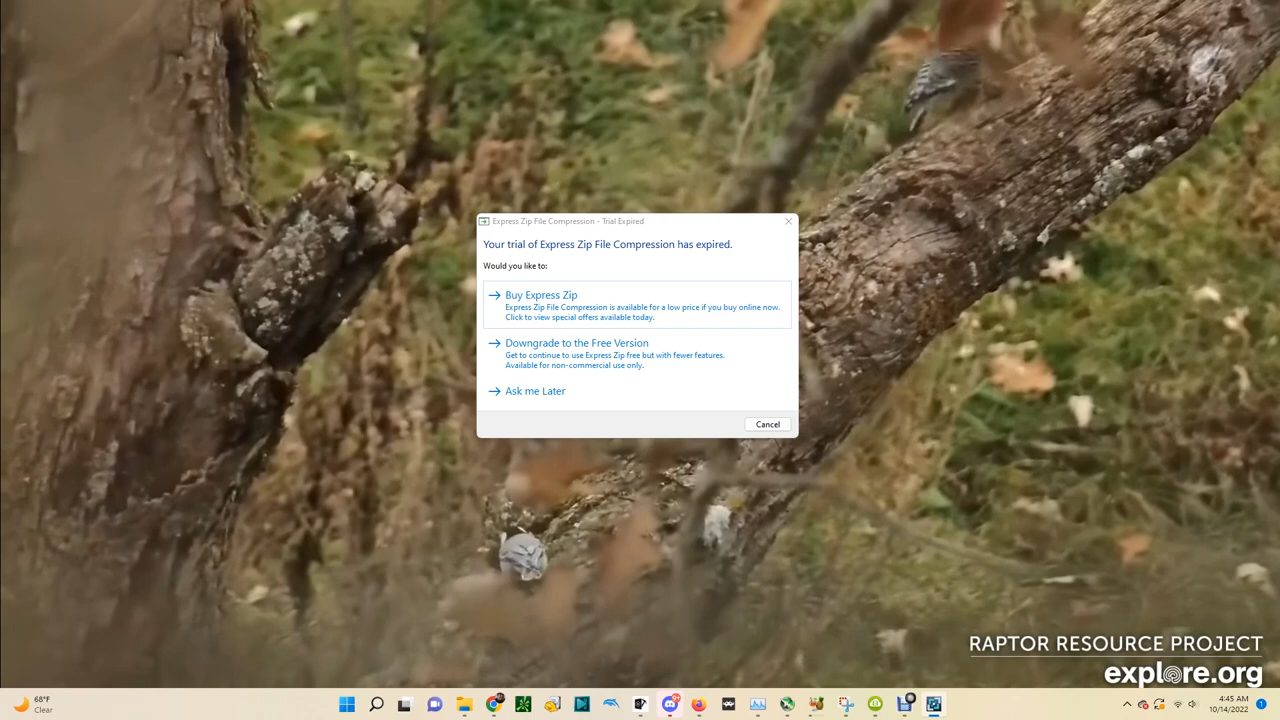 Express Zip File Compression - Trial Expired
Your trial of Express Zip File Compression has expired.
Would you like to:
Buy Express Zip
Express Zip File Compression is available for a low price if you buy online now.
Click to view special offers available today.
Downgrade to the Free Version
Get to continue to use Express Zip free but with fewer features.
Available for non-commercial use only.
Ask me Later
Cancel
RAPTOR RESOURCE PROJECT
explore.org
68°F
Clear
9+
4:45 AM
10/14/2022
1